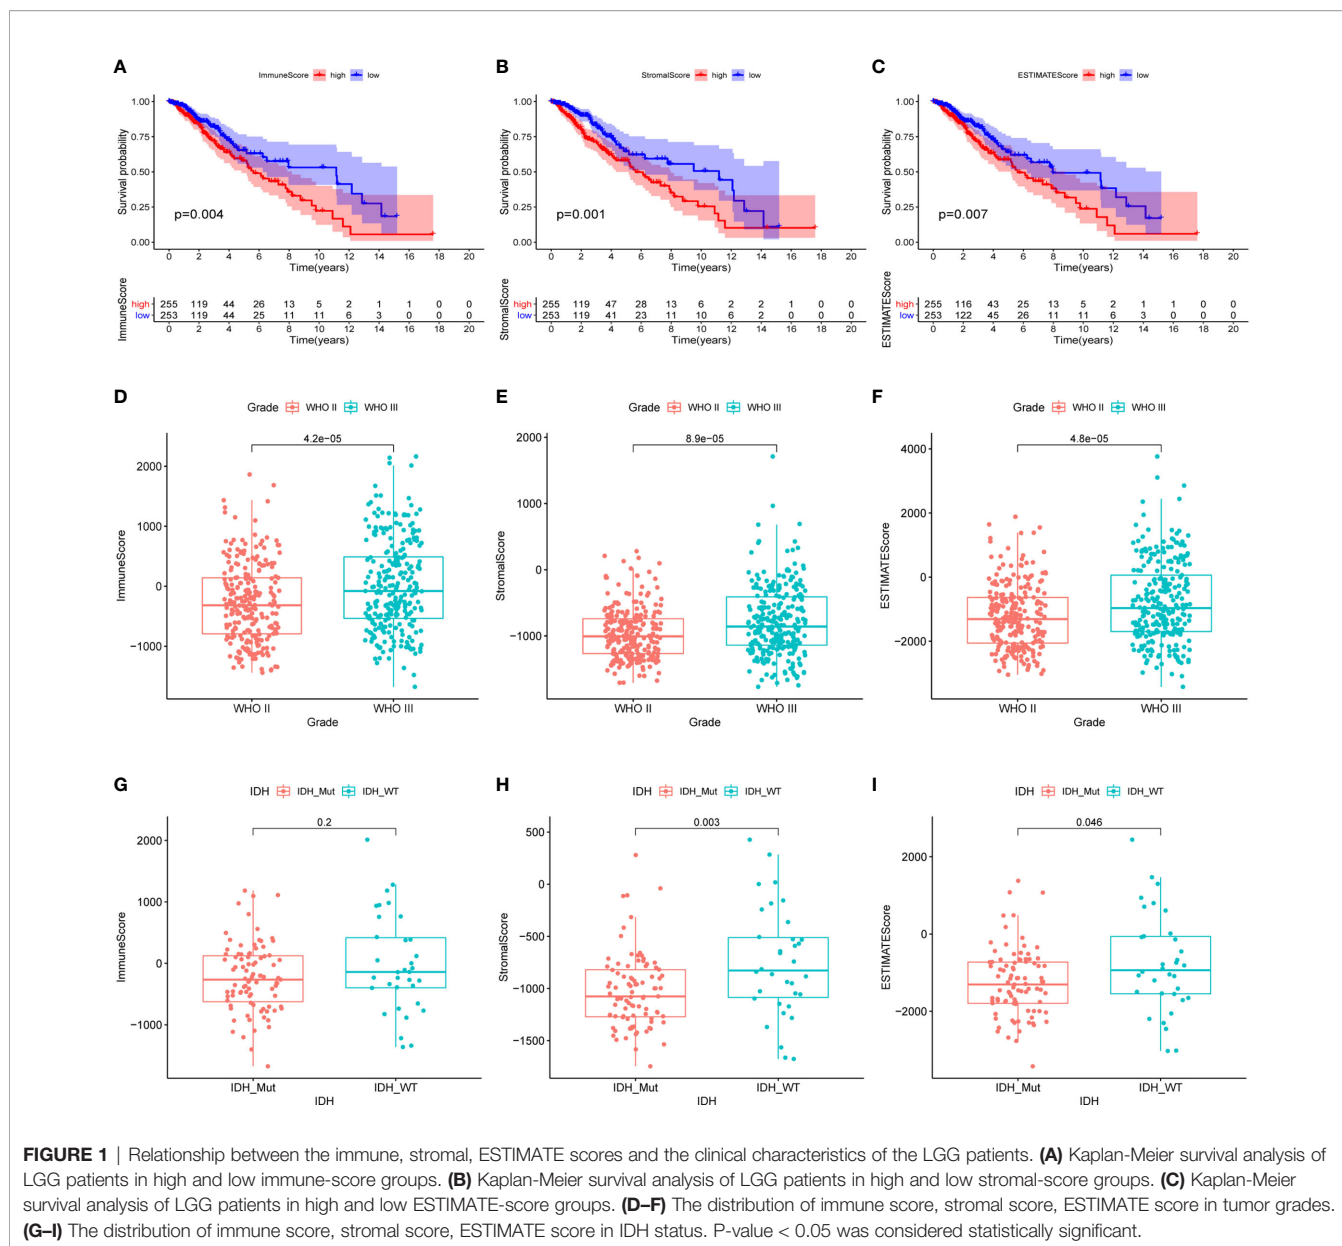 A
ImmuneScore high low
1.00
0.75
0.50
0.25
0.00
Survival probability
p=0.004
0 2 4 6 8 10 12 14 16 18 20
Time(years)
ImmuneScore
high 255 119 44 26 13 5 2 1 1 0 0
low 253 119 44 25 11 11 6 3 0 0 0
0 2 4 6 8 10 12 14 16 18 20
Time(years)
B
StromalScore high low
1.00
0.75
0.50
0.25
0.00
Survival probability
p=0.001
0 2 4 6 8 10 12 14 16 18 20
Time(years)
StromalScore
high 255 119 47 28 13 6 2 2 1 0 0
low 253 119 41 23 11 10 6 2 0 0 0
0 2 4 6 8 10 12 14 16 18 20
Time(years)
C
ESTIMATEScore high low
1.00
0.75
0.50
0.25
0.00
Survival probability
p=0.007
0 2 4 6 8 10 12 14 16 18 20
Time(years)
ESTIMATEScore
high 255 116 43 25 13 5 2 1 1 0 0
low 253 122 45 26 11 11 6 3 0 0 0
0 2 4 6 8 10 12 14 16 18 20
Time(years)
D
Grade WHO II WHO III
4.2e−05
2000
1000
0
−1000
ImmuneScore
WHO II WHO III
Grade
E
Grade WHO II WHO III
8.9e−05
2000
1000
0
−1000
StromalScore
WHO II WHO III
Grade
F
Grade WHO II WHO III
4.8e−05
4000
2000
0
−2000
ESTIMATEScore
WHO II WHO III
Grade
G
IDH IDH_Mut IDH_WT
0.2
2000
1000
0
−1000
ImmuneScore
IDH_Mut IDH_WT
IDH
H
IDH IDH_Mut IDH_WT
0.003
500
0
−500
−1000
−1500
StromalScore
IDH_Mut IDH_WT
IDH
I
IDH IDH_Mut IDH_WT
0.046
2000
0
−2000
ESTIMATEScore
IDH_Mut IDH_WT
IDH
FIGURE 1 | Relationship between the immune, stromal, ESTIMATE scores and the clinical characteristics of the LGG patients. (A) Kaplan-Meier survival analysis of
LGG patients in high and low immune-score groups. (B) Kaplan-Meier survival analysis of LGG patients in high and low stromal-score groups. (C) Kaplan-Meier
survival analysis of LGG patients in high and low ESTIMATE-score groups. (D–F) The distribution of immune score, stromal score, ESTIMATE score in tumor grades.
(G–I) The distribution of immune score, stromal score, ESTIMATE score in IDH status. P-value < 0.05 was considered statistically significant.